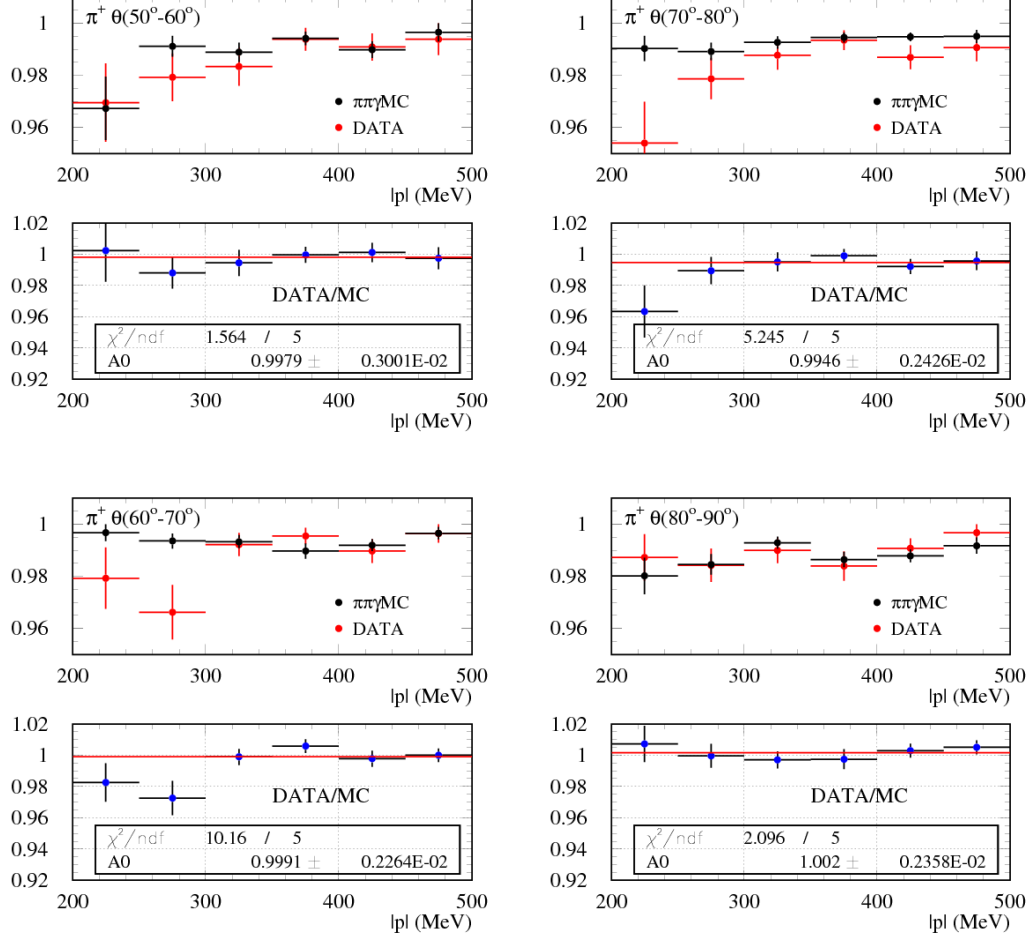 π⁺ θ(50°-60°)
1
0.98
0.96
ππγMC
DATA
200 300 400 500
|p| (MeV)
1.02
1
0.98
0.96
0.94
0.92
DATA/MC
χ²/ndf 1.564 / 5
A0 0.9979 ± 0.3001E-02
200 300 400 500
|p| (MeV)
π⁺ θ(70°-80°)
1
0.98
0.96
ππγMC
DATA
200 300 400 500
|p| (MeV)
1.02
1
0.98
0.96
0.94
0.92
DATA/MC
χ²/ndf 5.245 / 5
A0 0.9946 ± 0.2426E-02
200 300 400 500
|p| (MeV)
π⁺ θ(60°-70°)
1
0.98
0.96
ππγMC
DATA
200 300 400 500
|p| (MeV)
1.02
1
0.98
0.96
0.94
0.92
DATA/MC
χ²/ndf 10.16 / 5
A0 0.9991 ± 0.2264E-02
200 300 400 500
|p| (MeV)
π⁺ θ(80°-90°)
1
0.98
0.96
ππγMC
DATA
200 300 400 500
|p| (MeV)
1.02
1
0.98
0.96
0.94
0.92
DATA/MC
χ²/ndf 2.096 / 5
A0 1.002 ± 0.2358E-02
200 300 400 500
|p| (MeV)